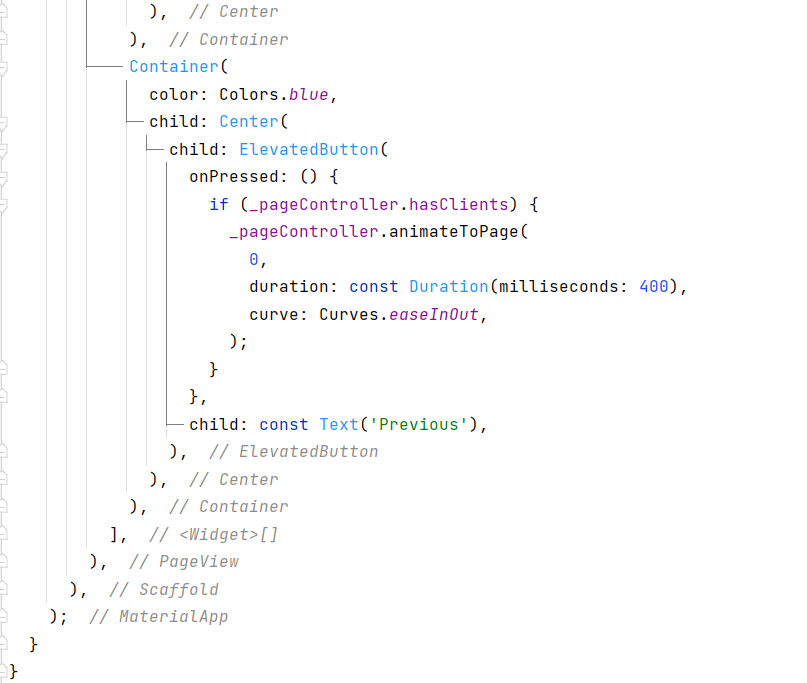 ),  // Center
),  // Container
Container(
color: Colors.blue,
child: Center(
child: ElevatedButton(
onPressed: () {
if (_pageController.hasClients) {
_pageController.animateToPage(
0,
duration: const Duration(milliseconds: 400),
curve: Curves.easeInOut,
);
}
},
child: const Text('Previous'),
),  // ElevatedButton
),  // Center
),  // Container
],  // <Widget>[]
),  // PageView
),  // Scaffold
);  // MaterialApp
}
}